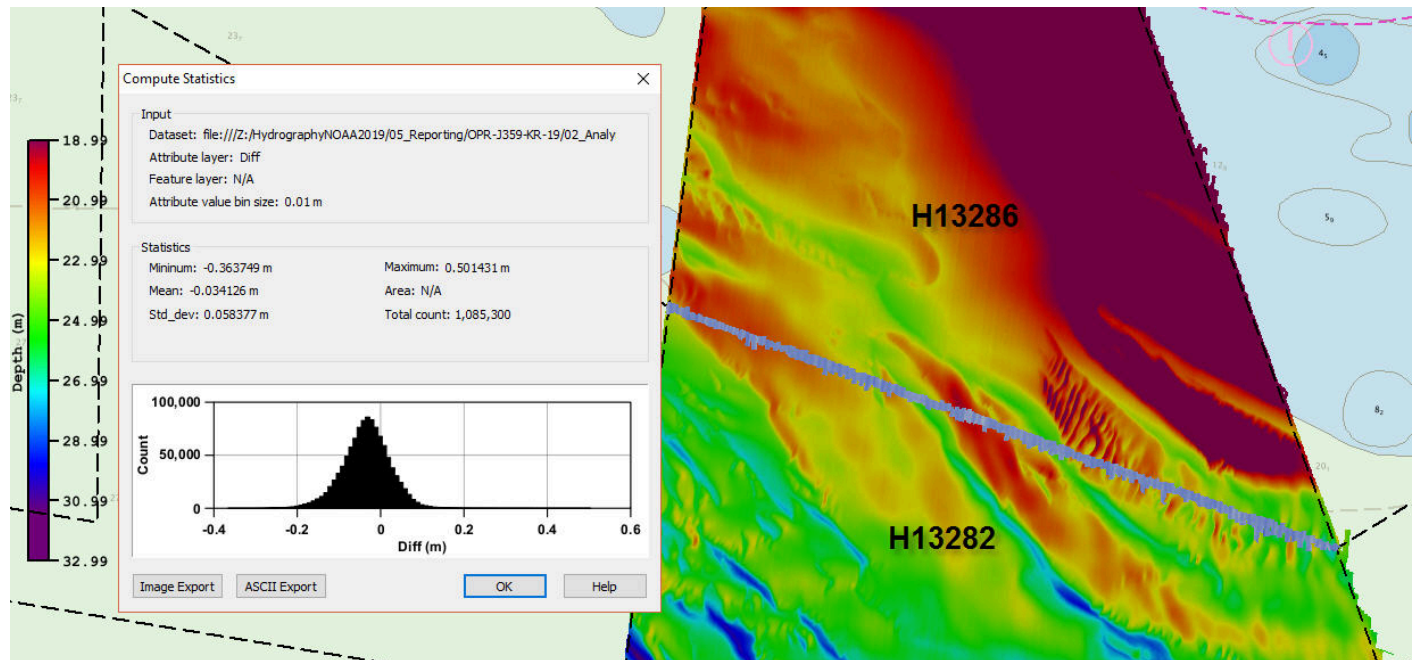 Compute Statistics
Input
Dataset: file:///Z:/HydrographyNOAA2019/05_Reporting/OPR-J359-KR-19/02_Analy
Attribute layer: Diff
Feature layer: N/A
Attribute value bin size: 0.01 m
Statistics
Mininum: -0.363749 m
Maximum: 0.501431 m
Mean: -0.034126 m
Area: N/A
Std_dev: 0.058377 m
Total count: 1,085,300
100,000
50,000
0
Count
-0.4 -0.2 0 0.2 0.4 0.6
Diff (m)
Image Export ASCII Export OK Help
Depth (m)
18.99
20.99
22.99
24.99
26.99
28.99
30.99
32.99
H13286
H13282
4₅
5₉
8₂
20₁